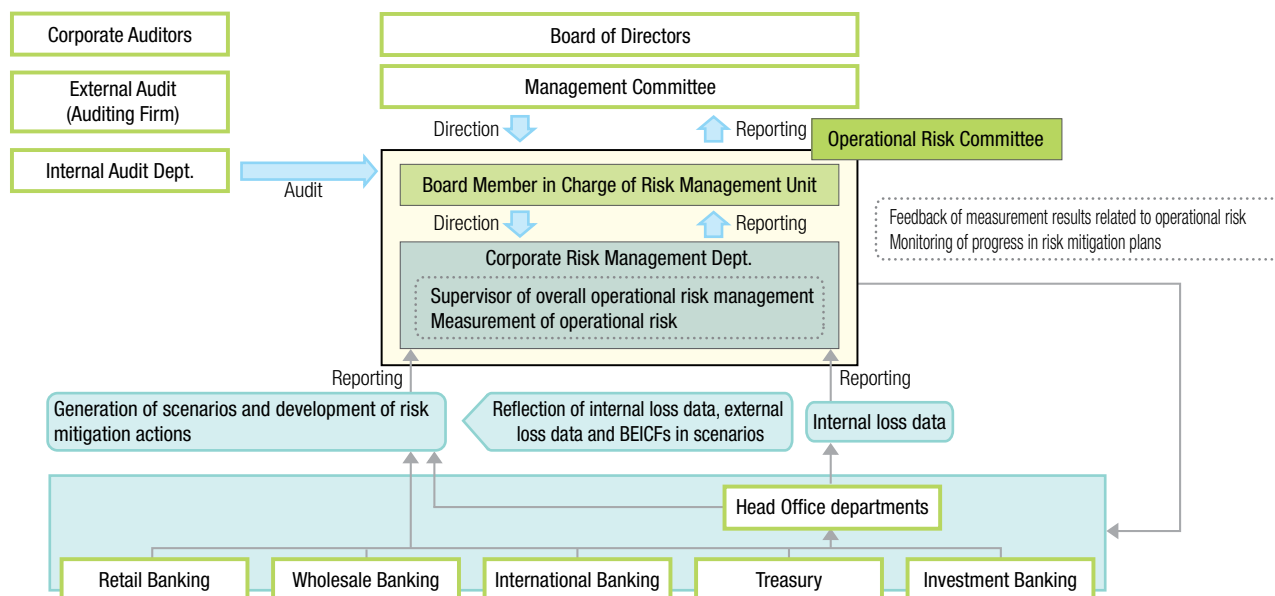 Corporate Auditors
Board of Directors
External Audit
(Auditing Firm)
Management Committee
Direction
Reporting
Operational Risk Committee
Internal Audit Dept.
Audit
Board Member in Charge of Risk Management Unit
Direction
Reporting
Feedback of measurement results related to operational risk
Monitoring of progress in risk mitigation plans
Corporate Risk Management Dept.
Supervisor of overall operational risk management
Measurement of operational risk
Reporting
Reporting
Generation of scenarios and development of risk
mitigation actions
Reflection of internal loss data, external
loss data and BEICFs in scenarios
Internal loss data
Head Office departments
Retail Banking
Wholesale Banking
International Banking
Treasury
Investment Banking